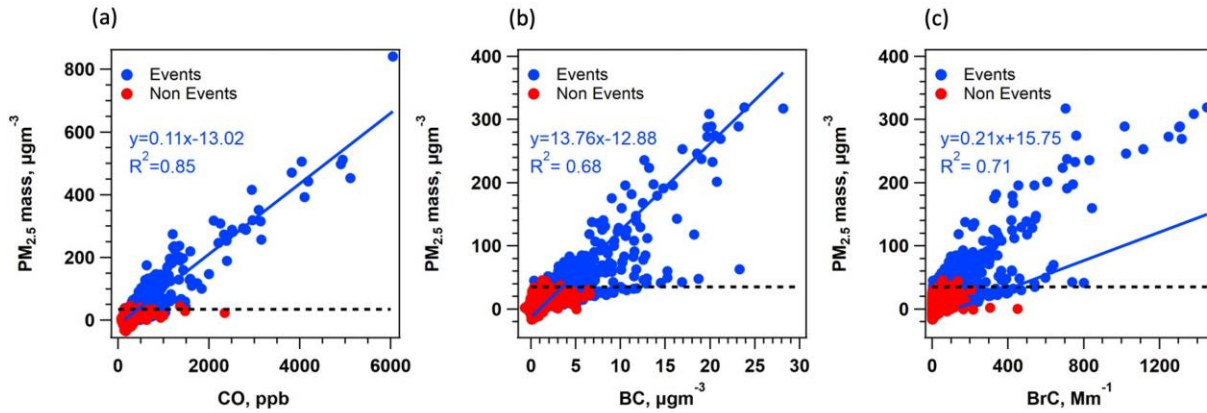 (a)
800
600
400
200
0
PM2.5 mass, µgm-3
Events
Non Events
y=0.11x-13.02
R2=0.85
0 2000 4000 6000
CO, ppb
(b)
400
300
200
100
0
PM2.5 mass, µgm-3
Events
Non Events
y=13.76x-12.88
R2= 0.68
0 5 10 15 20 25 30
BC, µgm-3
(c)
400
300
200
100
0
PM2.5 mass, µgm-3
Events
Non Events
y=0.21x+15.75
R2= 0.71
0 400 800 1200
BrC, Mm-1